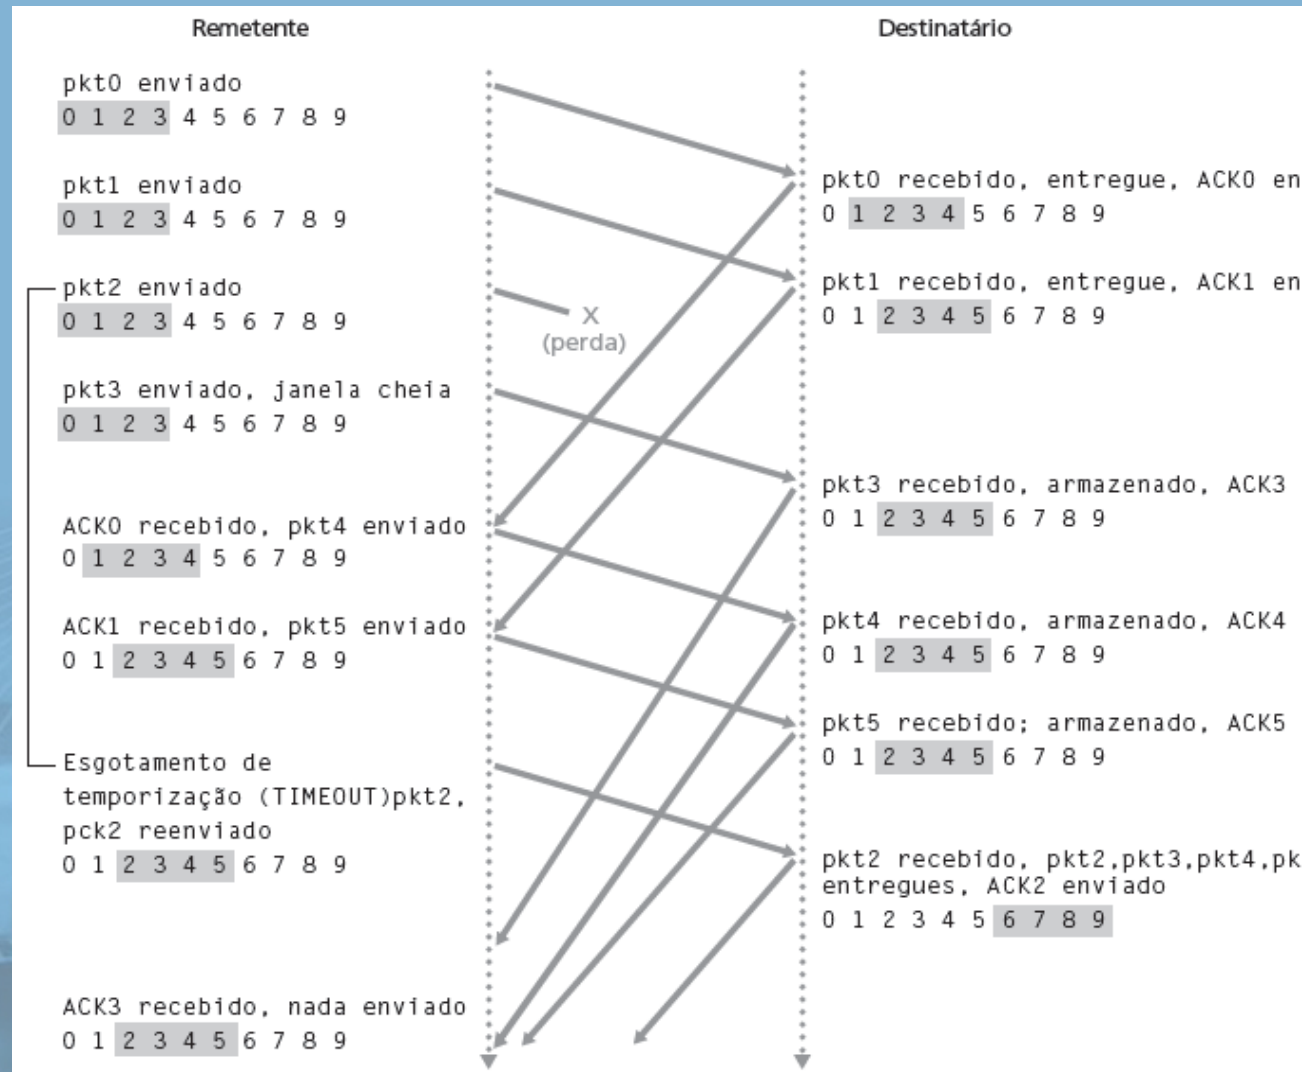 Remetente
pkt0 enviado
0 1 2 3 4 5 6 7 8 9
pkt1 enviado
0 1 2 3 4 5 6 7 8 9
pkt2 enviado
0 1 2 3 4 5 6 7 8 9
pkt3 enviado, janela cheia
0 1 2 3 4 5 6 7 8 9
ACK0 recebido, pkt4 enviado
0 1 2 3 4 5 6 7 8 9
ACK1 recebido, pkt5 enviado
0 1 2 3 4 5 6 7 8 9
Esgotamento de
temporização (TIMEOUT)pkt2,
pck2 reenviado
0 1 2 3 4 5 6 7 8 9
ACK3 recebido, nada enviado
0 1 2 3 4 5 6 7 8 9
X
(perda)
Destinatário
pkt0 recebido, entregue, ACK0 en
0 1 2 3 4 5 6 7 8 9
pkt1 recebido, entregue, ACK1 en
0 1 2 3 4 5 6 7 8 9
pkt3 recebido, armazenado, ACK3
0 1 2 3 4 5 6 7 8 9
pkt4 recebido, armazenado, ACK4
0 1 2 3 4 5 6 7 8 9
pkt5 recebido; armazenado, ACK5
0 1 2 3 4 5 6 7 8 9
pkt2 recebido, pkt2,pkt3,pkt4,pk
entregues, ACK2 enviado
0 1 2 3 4 5 6 7 8 9